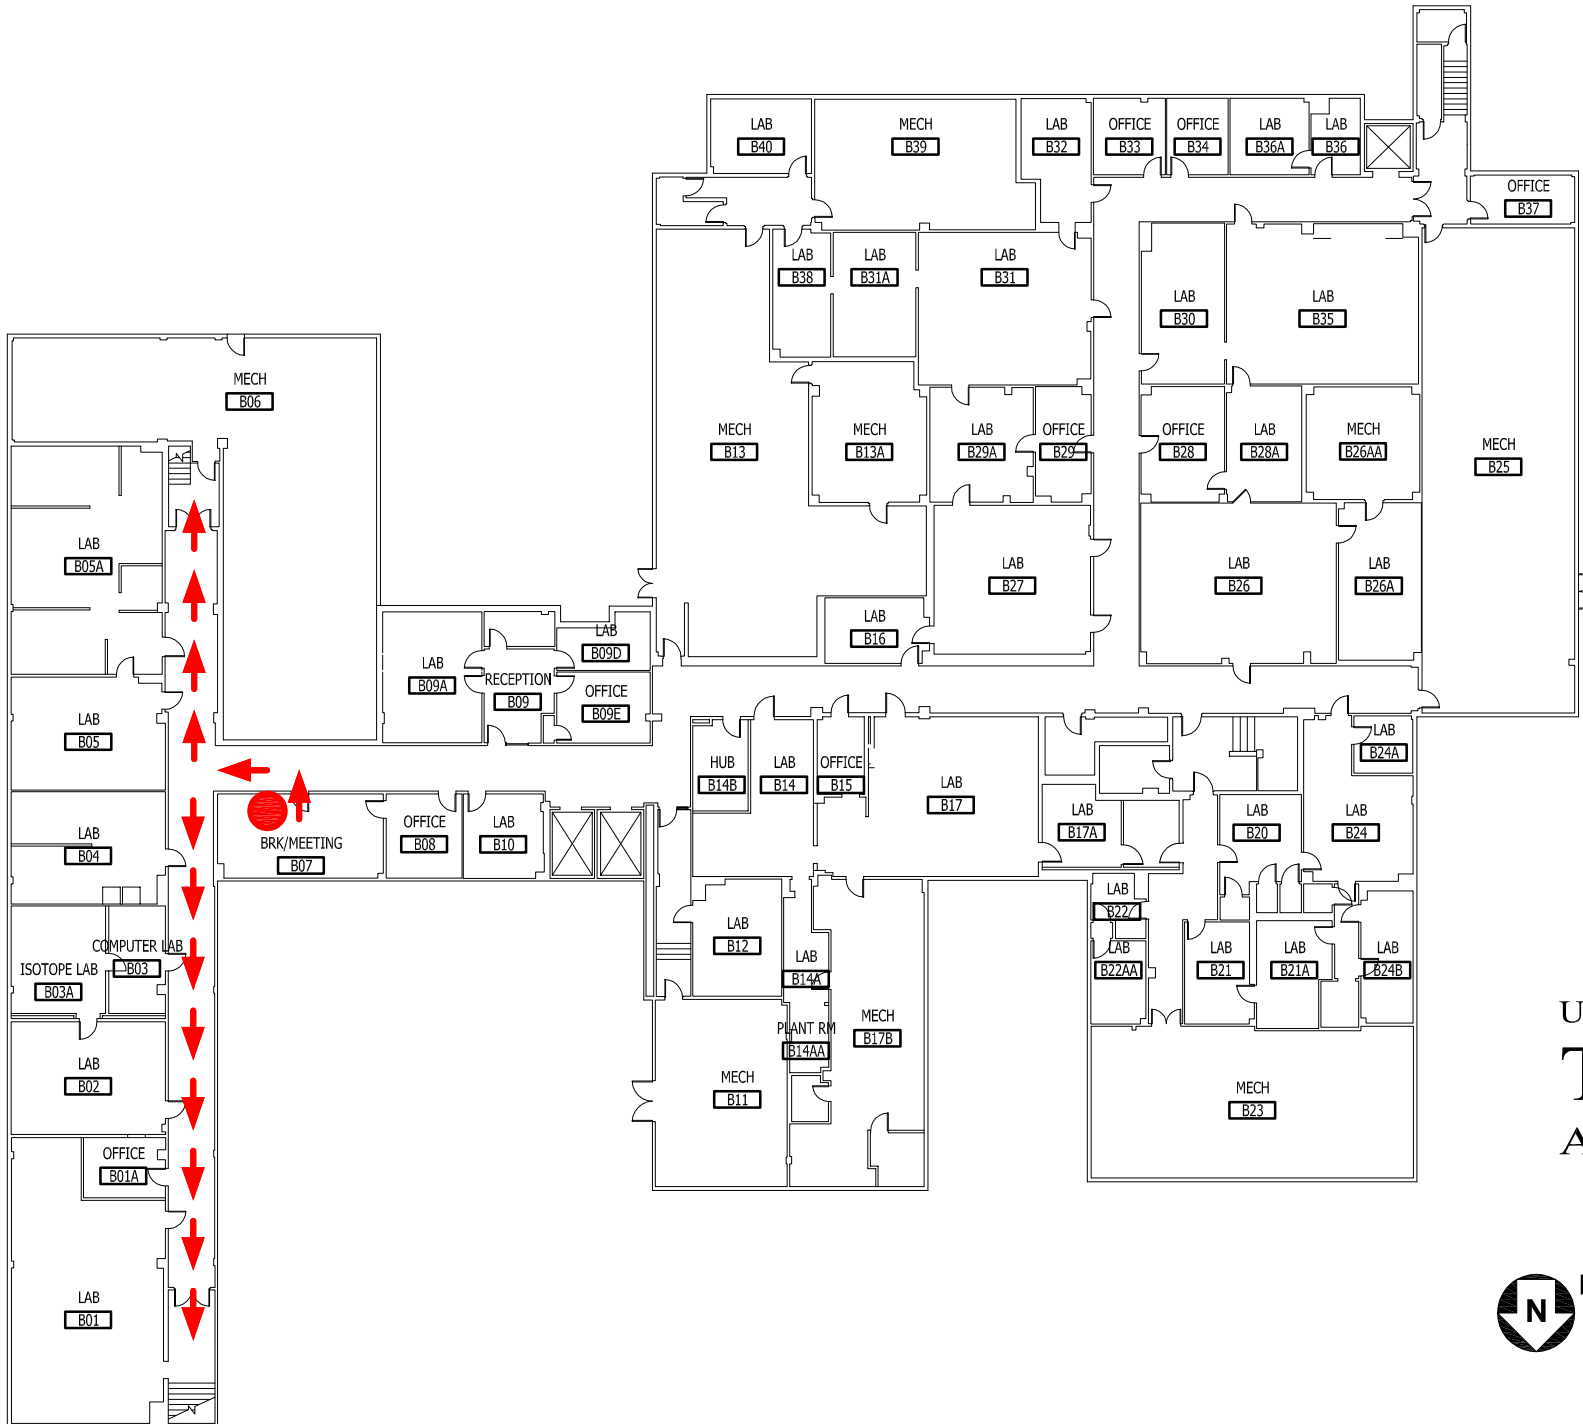 LAB
B40
MECH
B39
LAB
B32
OFFICE
B33
OFFICE
B34
LAB
B36A
LAB
B36
OFFICE
B37
LAB
B38
LAB
B31A
LAB
B31
LAB
B30
LAB
B35
MECH
B06
MECH
B13
MECH
B13A
LAB
B29A
OFFICE
B29
OFFICE
B28
LAB
B28A
MECH
B26AA
MECH
B25
LAB
B05A
LAB
B27
LAB
B26
LAB
B26A
LAB
B16
LAB
B09D
LAB
B09A
RECEPTION
B09
OFFICE
B09E
LAB
B05
HUB
B14B
LAB
B14
OFFICE
B15
LAB
B17
LAB
B24A
LAB
B04
BRK/MEETING
B07
OFFICE
B08
LAB
B10
LAB
B17A
LAB
B20
LAB
B24
LAB
B22
COMPUTER LAB
B03
ISOTOPE LAB
B03A
LAB
B12
LAB
B14A
LAB
B22AA
LAB
B21
LAB
B21A
LAB
B24B
PLANT RM
B14AA
MECH
B17B
LAB
B02
MECH
B11
MECH
B23
OFFICE
B01A
LAB
B01
U
T
A
N